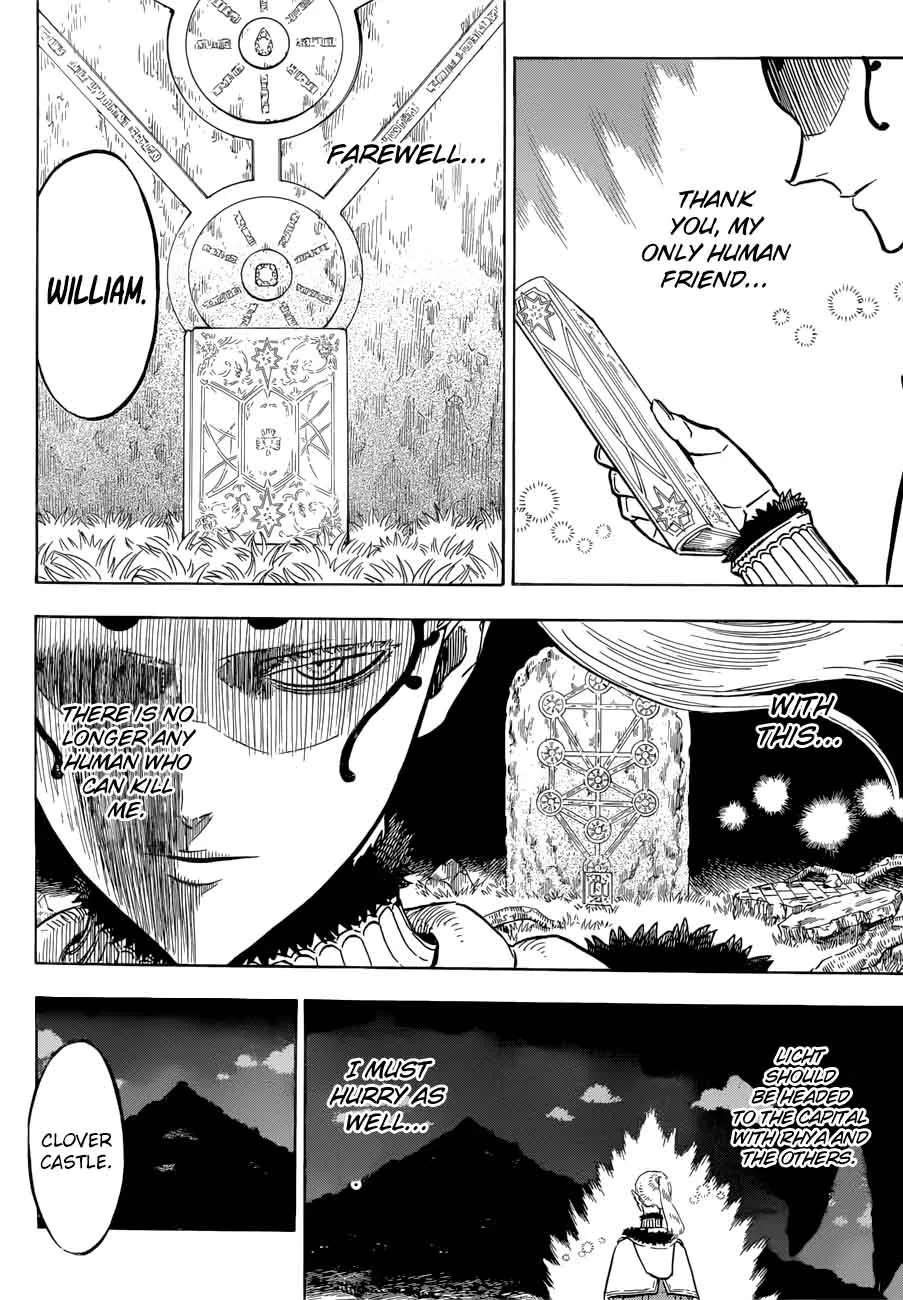 THANK
YOU, MY
ONLY HUMAN
FRIEND...
FAREWELL...
WILLIAM.
WITH
THIS...
THERE IS NO
LONGER ANY
HUMAN WHO
CAN KILL
ME.
LICHT
SHOULD
BE HEADED
TO THE CAPITAL
WITH RHYA AND
THE OTHERS.
I MUST
HURRY AS
WELL...
CLOVER
CASTLE.